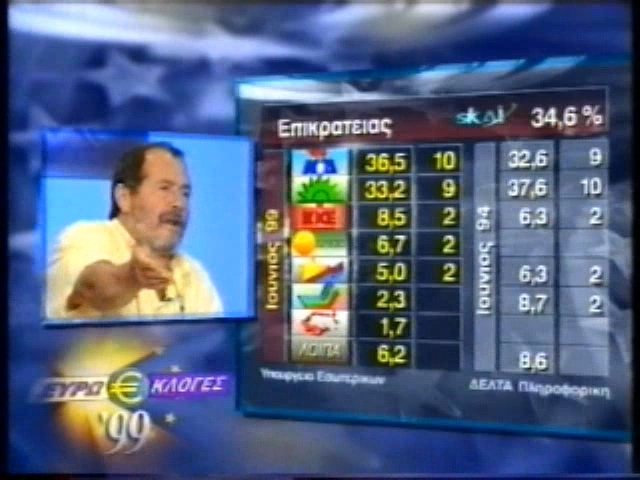 Επικρατειας skai 34,6 %
Ιουνιος 99
Ιουνιος 94
36,5 10 32,6 9
33,2 9 37,6 10
ΚΚΕ 8,5 2 6,3 2
6,7 2
5,0 2 6,3 2
2,3 8,7 2
1,7
ΛΟΙΠΑ 6,2 8,6
Υπουργειο Εσωτερικων ΔΕΛΤΑ Πληροφορικη
ΕΥΡΩ € ΚΛΟΓΕΣ
'99